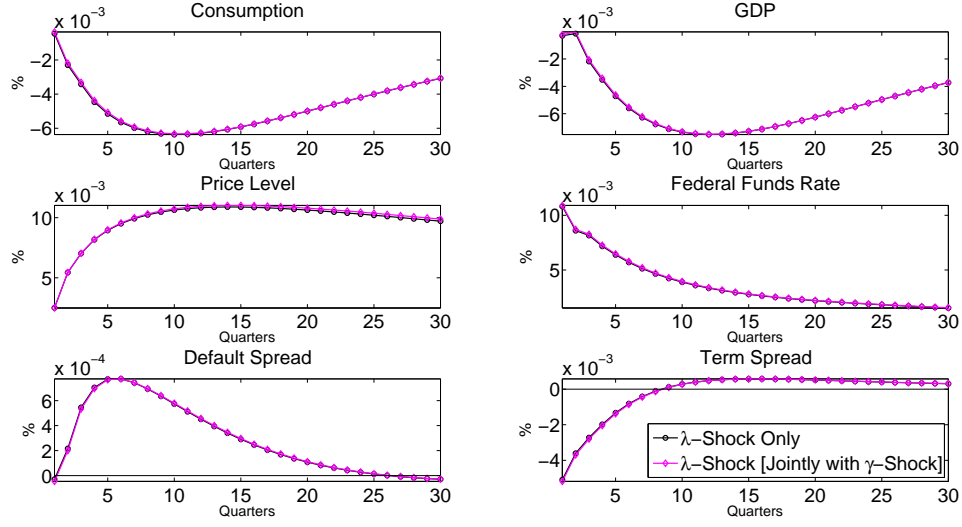 Consumption
x 10⁻³
%
−2
−4
−6
5 10 15 20 25 30
Quarters
GDP
x 10⁻³
%
−2
−4
−6
5 10 15 20 25 30
Quarters
Price Level
x 10⁻³
%
10
5
5 10 15 20 25 30
Quarters
Federal Funds Rate
x 10⁻³
%
10
5
5 10 15 20 25 30
Quarters
Default Spread
x 10⁻⁴
%
6
4
2
0
5 10 15 20 25 30
Quarters
Term Spread
x 10⁻³
%
0
−2
−4
5 10 15 20 25 30
Quarters
λ−Shock Only
λ−Shock [Jointly with γ−Shock]